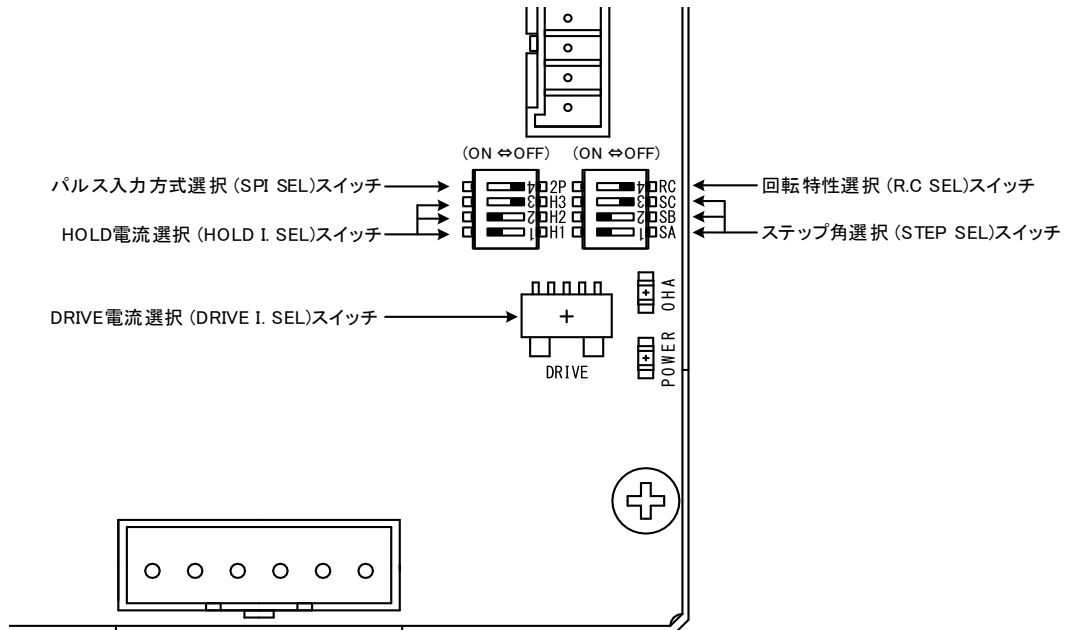 (ON ⇔OFF) (ON ⇔OFF)
パルス入力方式選択 (SPI SEL)スイッチ
HOLD電流選択 (HOLD I. SEL)スイッチ
4 2P
3 H3
2 H2
1 H1
4 RC
3 SC
2 SB
1 SA
回転特性選択 (R.C SEL)スイッチ
ステップ角選択 (STEP SEL)スイッチ
DRIVE電流選択 (DRIVE I. SEL)スイッチ
DRIVE
OHA
POWER